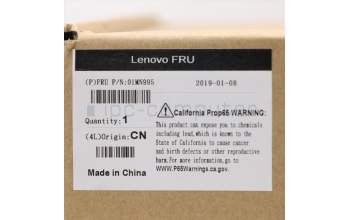 Lenovo FRU
(P)FRU P/N:01MN995
2019-01-08
Quantity:1
(4L)Origin:CN
Made in China
California Prop65 WARNING:
This product can expose you to chemicals
including lead,which is known to the
State of California to cause cancer
and birth defects or other reproductive
harm.For more information, go to
www.P65Warnings.ca.gov.
ipc-computer